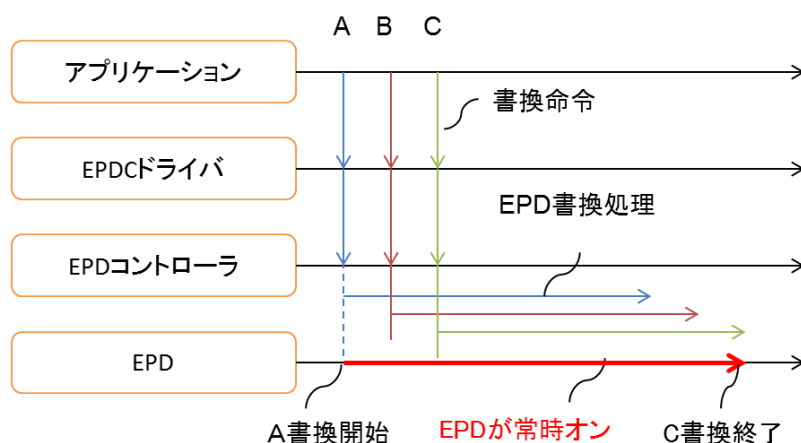 A B C
アプリケーション
書換命令
EPDCドライバ
EPD書換処理
EPDコントローラ
EPD
A書換開始
EPDが常時オン
C書換終了